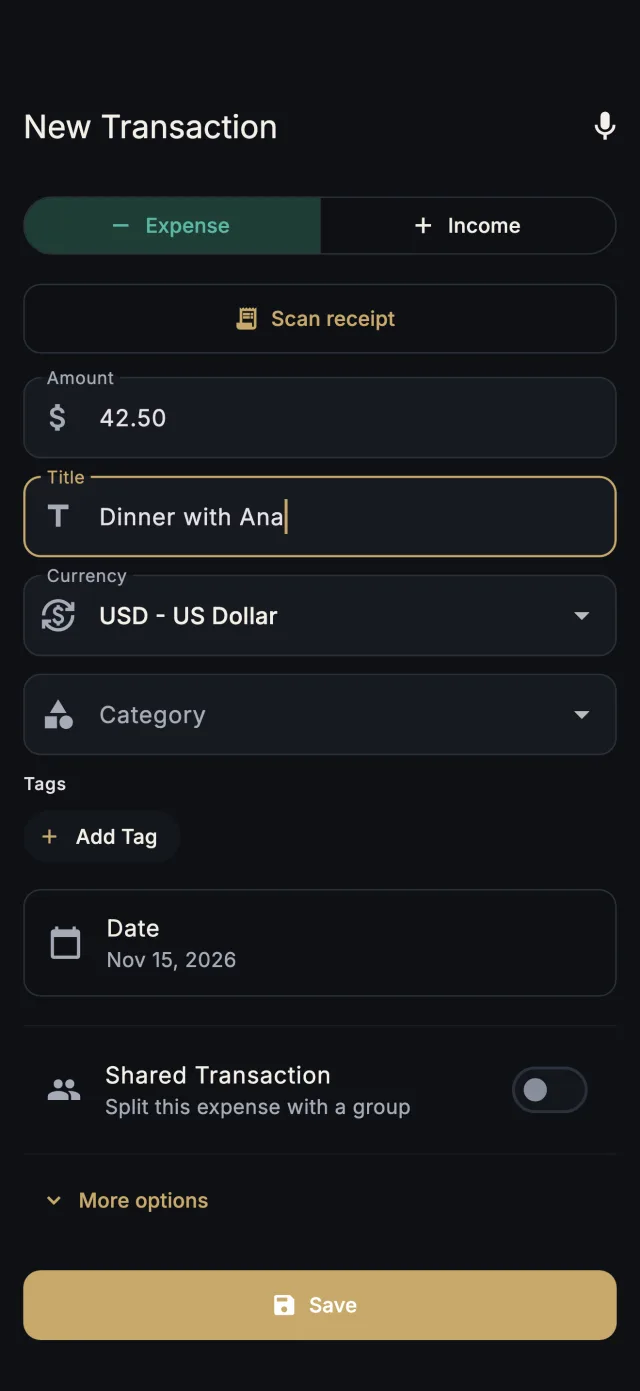 New Transaction
Expense
Income
Scan receipt
Amount
$ 42.50
Title
Dinner with Ana
Currency
USD - US Dollar
Category
Tags
+ Add Tag
Date
Nov 15, 2026
Shared Transaction
Split this expense with a group
More options
Save